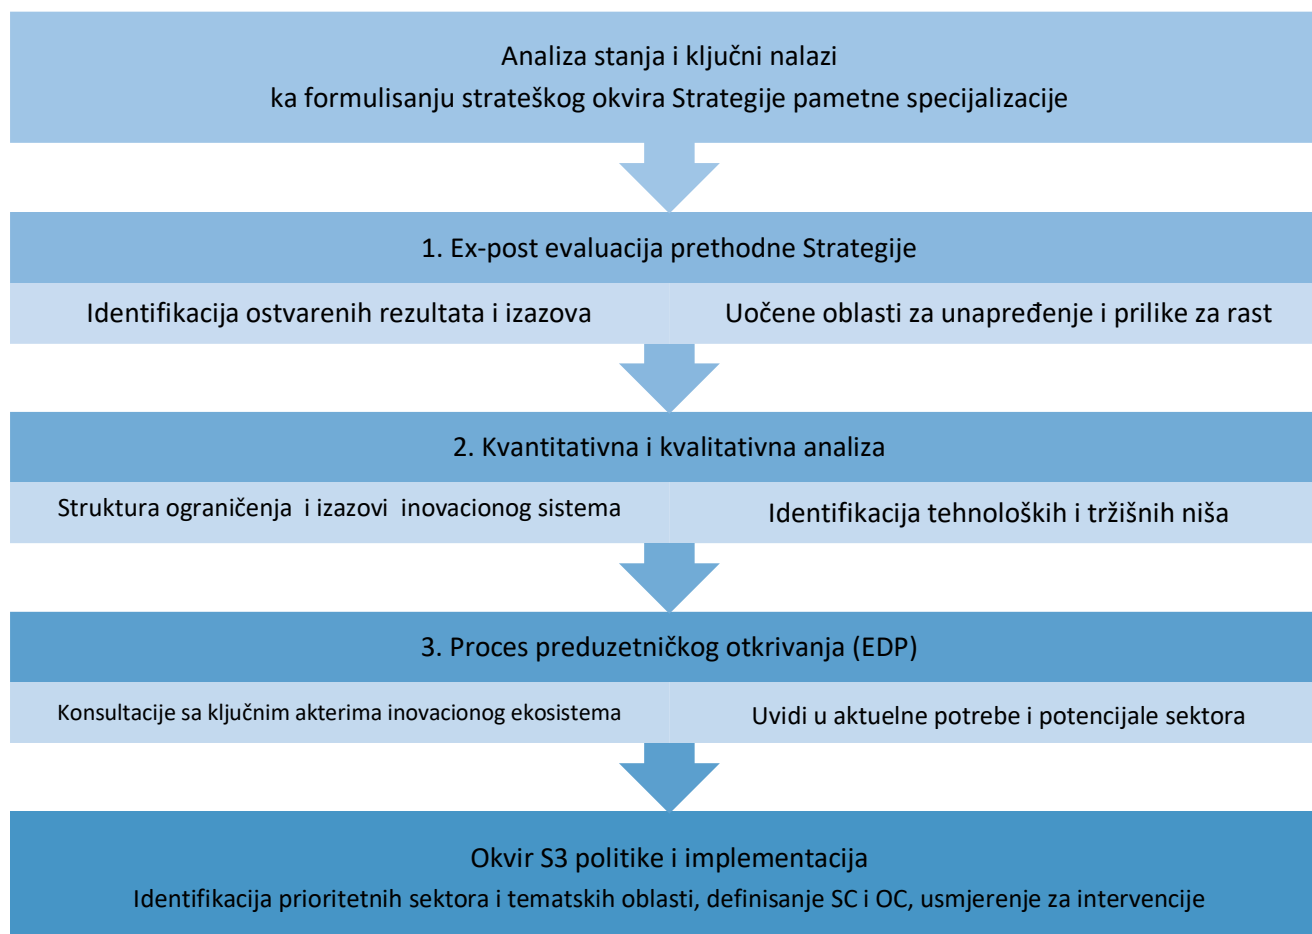 Analiza stanja i ključni nalazi
ka formulisanju strateškog okvira Strategije pametne specijalizacije
1. Ex-post evaluacija prethodne Strategije
Identifikacija ostvarenih rezultata i izazova
Uočene oblasti za unapređenje i prilike za rast
2. Kvantitativna i kvalitativna analiza
Struktura ograničenja i izazovi inovacionog sistema
Identifikacija tehnoloških i tržišnih niša
3. Proces preduzetničkog otkrivanja (EDP)
Konsultacije sa ključnim akterima inovacionog ekosistema
Uvidi u aktuelne potrebe i potencijale sektora
Okvir S3 politike i implementacija
Identifikacija prioritetnih sektora i tematskih oblasti, definisanje SC i OC, usmjerenje za intervencije